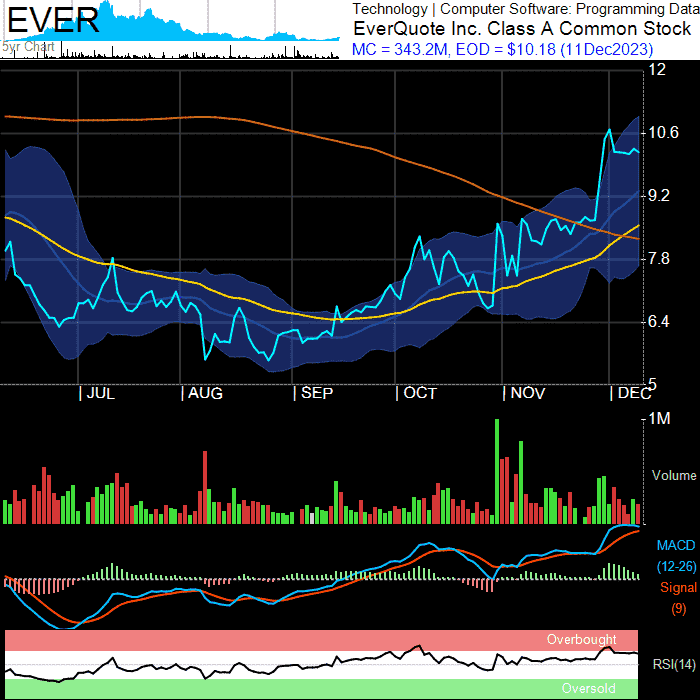 EVER
5yr Chart
Technology | Computer Software: Programming Data
EverQuote Inc. Class A Common Stock
MC = 343.2M, EOD = $10.18 (11Dec2023)
12
10.6
9.2
7.8
6.4
5
JUL
AUG
SEP
OCT
NOV
DEC
1M
Volume
MACD
(12-26)
Signal
(9)
Overbought
RSI(14)
Oversold